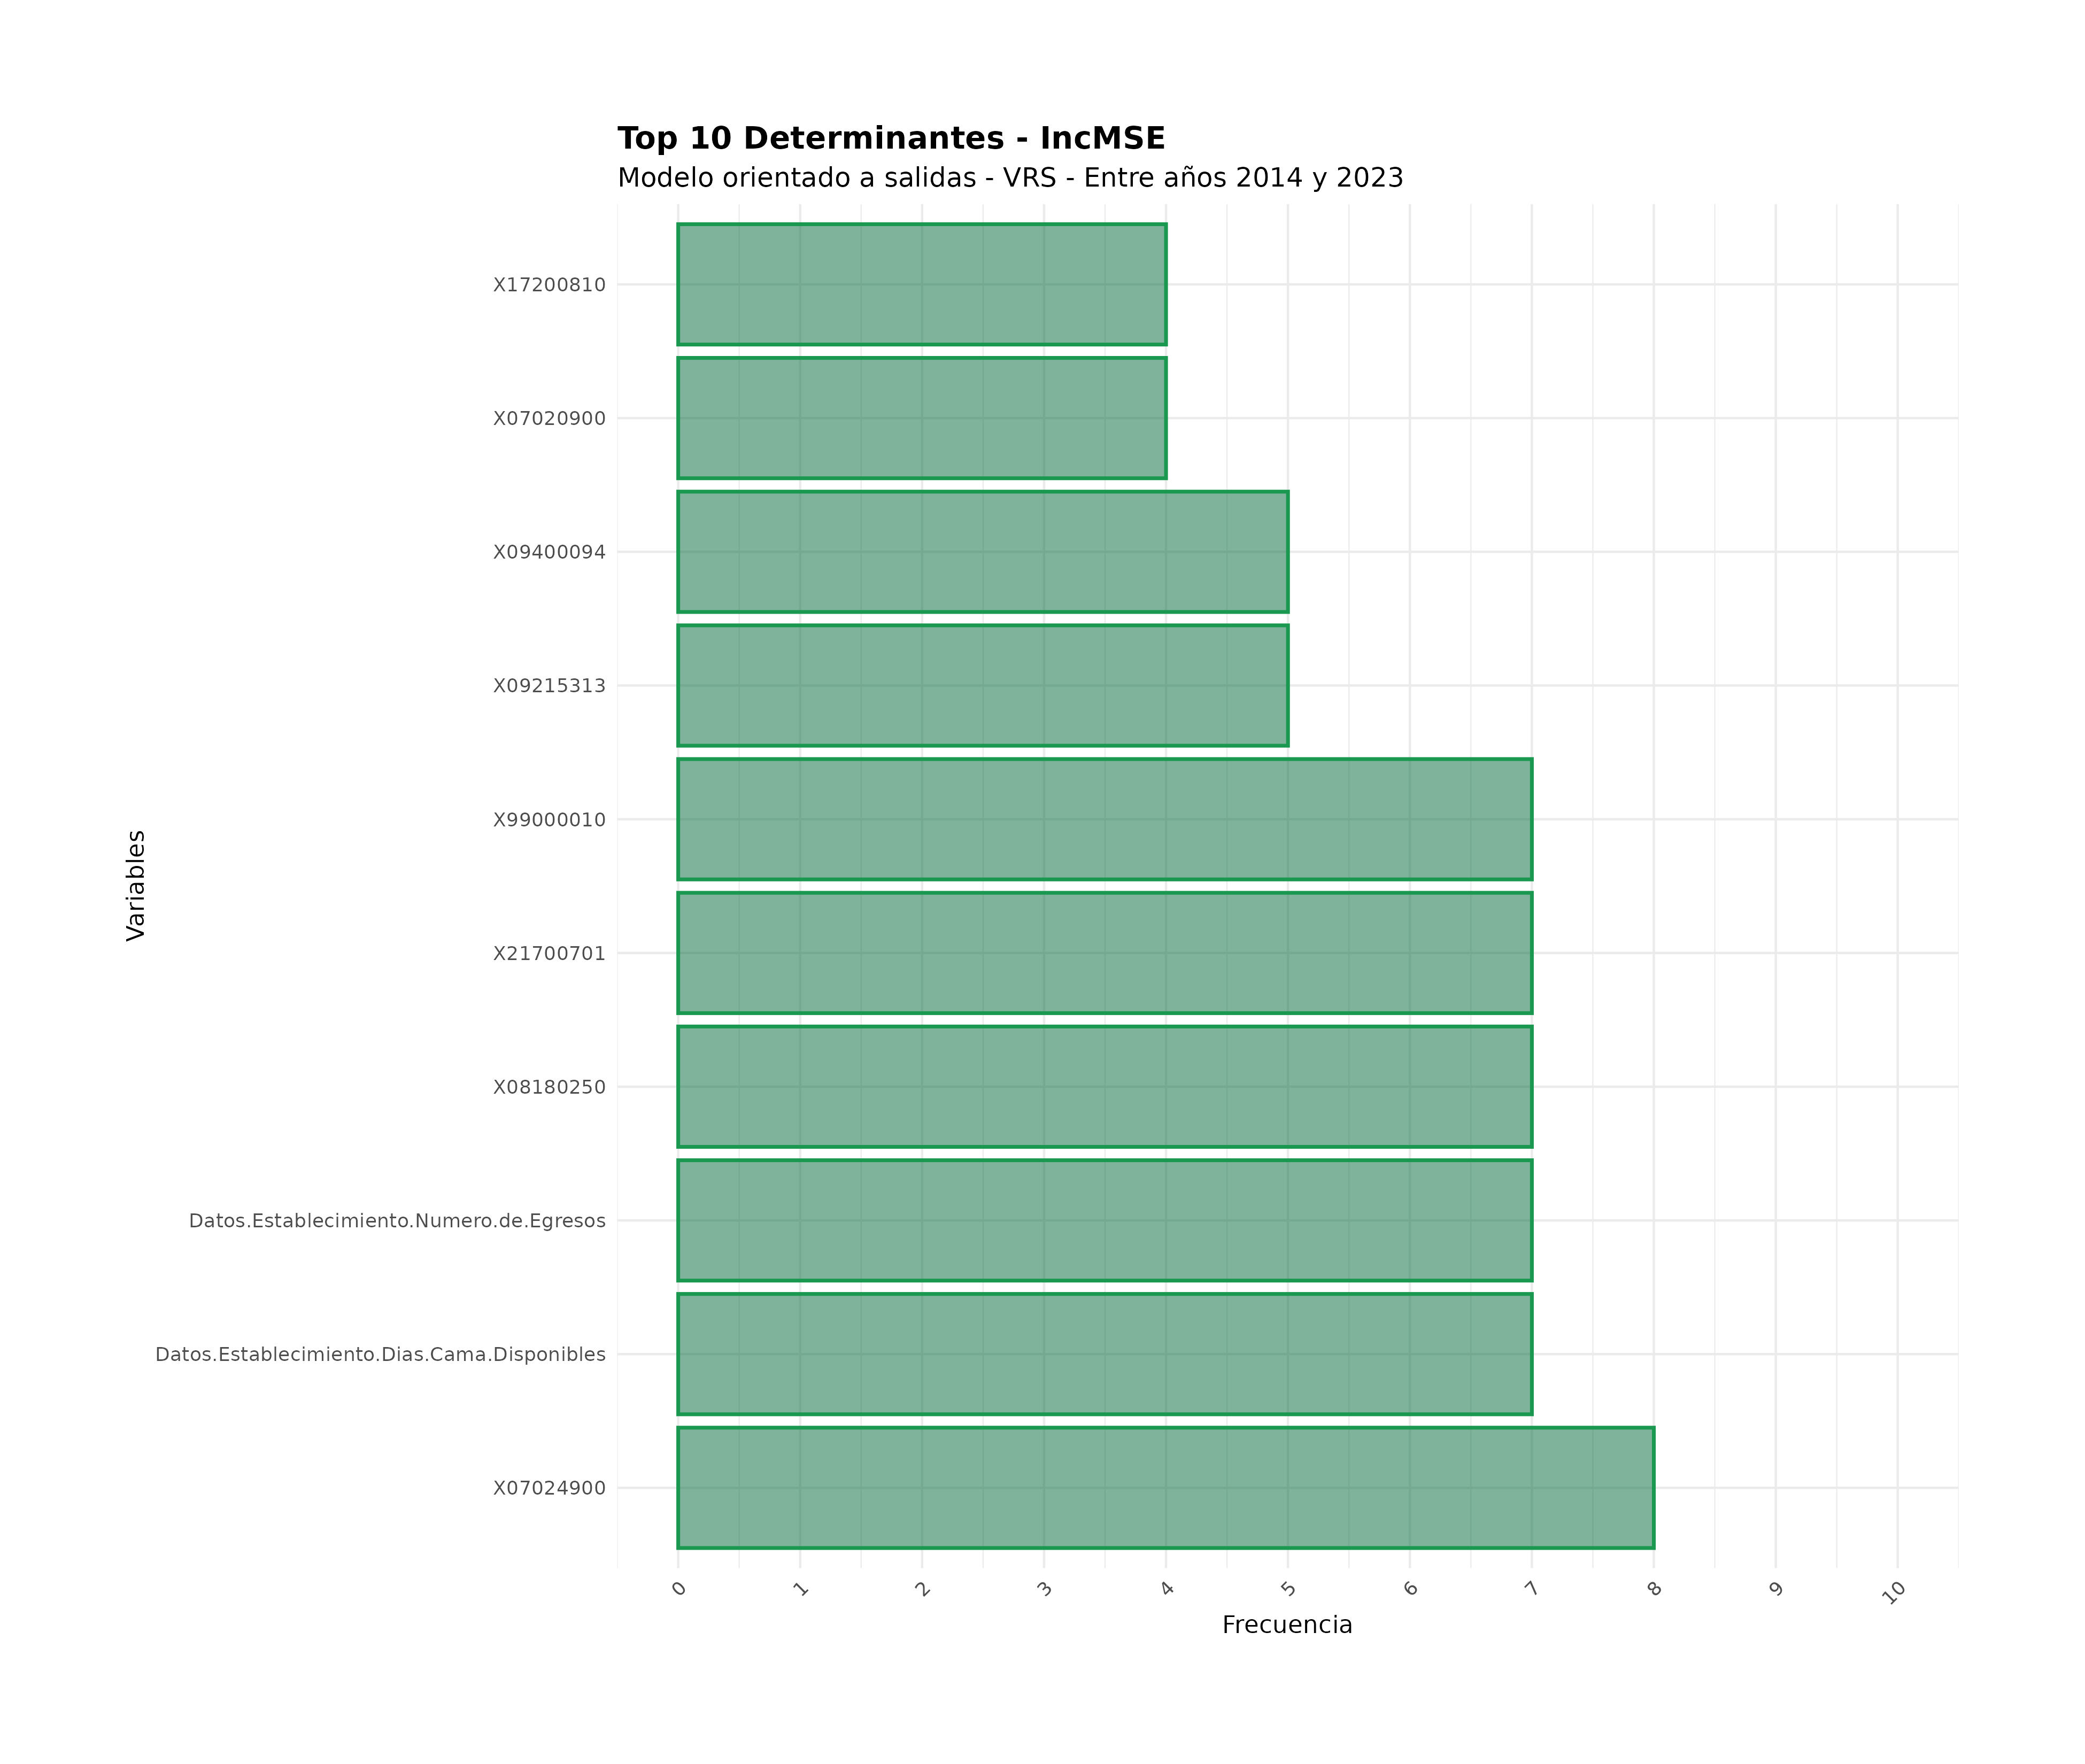 Top 10 Determinantes - IncMSE
Modelo orientado a salidas - VRS - Entre años 2014 y 2023
Variables
X17200810
X07020900
X09400094
X09215313
X99000010
X21700701
X08180250
Datos.Establecimiento.Numero.de.Egresos
Datos.Establecimiento.Dias.Cama.Disponibles
X07024900
0 1 2 3 4 5 6 7 8 9 10
Frecuencia